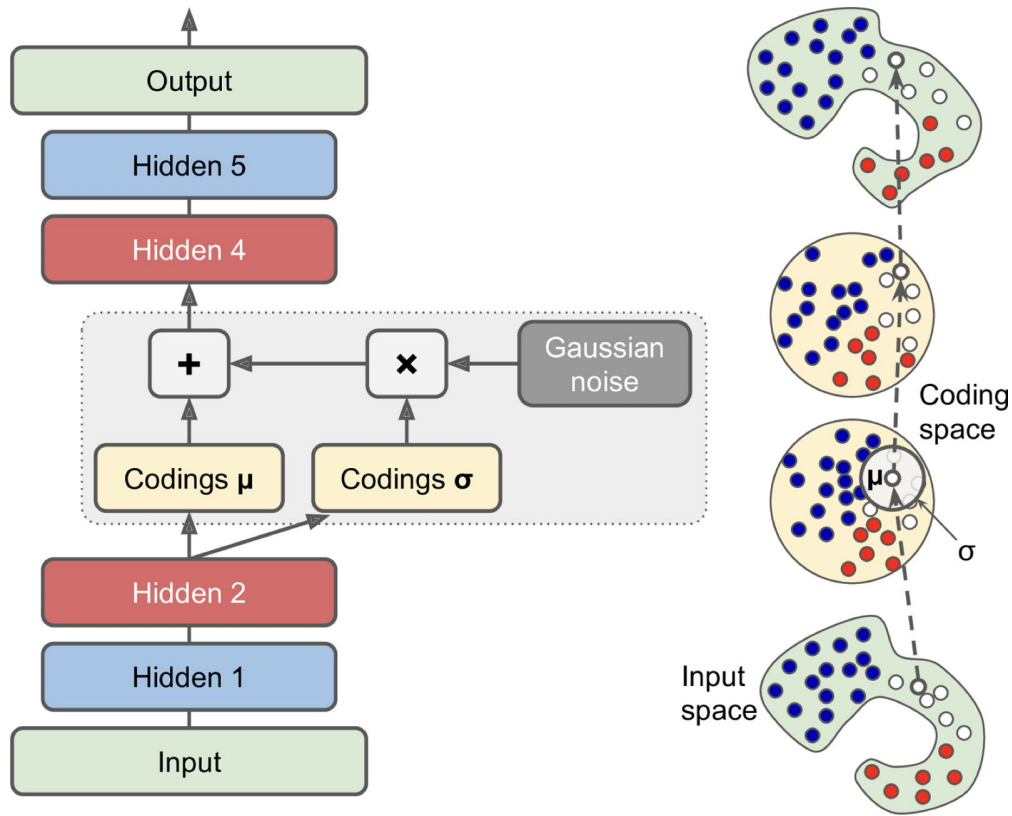 Output
Hidden 5
Hidden 4
+
×
Gaussian
noise
Codings μ
Codings σ
Hidden 2
Hidden 1
Input
Coding
space
μ
σ
Input
space